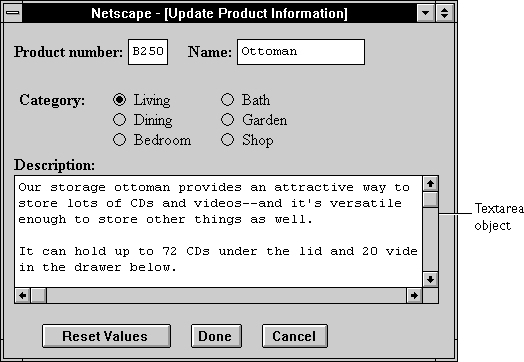 Netscape - [Update Product Information]
Product number: B250 Name: Ottoman
Category: Living Bath
Dining Garden
Bedroom Shop
Description:
Our storage ottoman provides an attractive way to
store lots of CDs and videos--and it's versatile
enough to store other things as well.
It can hold up to 72 CDs under the lid and 20 vide
in the drawer below.
Textarea
object
Reset Values Done Cancel